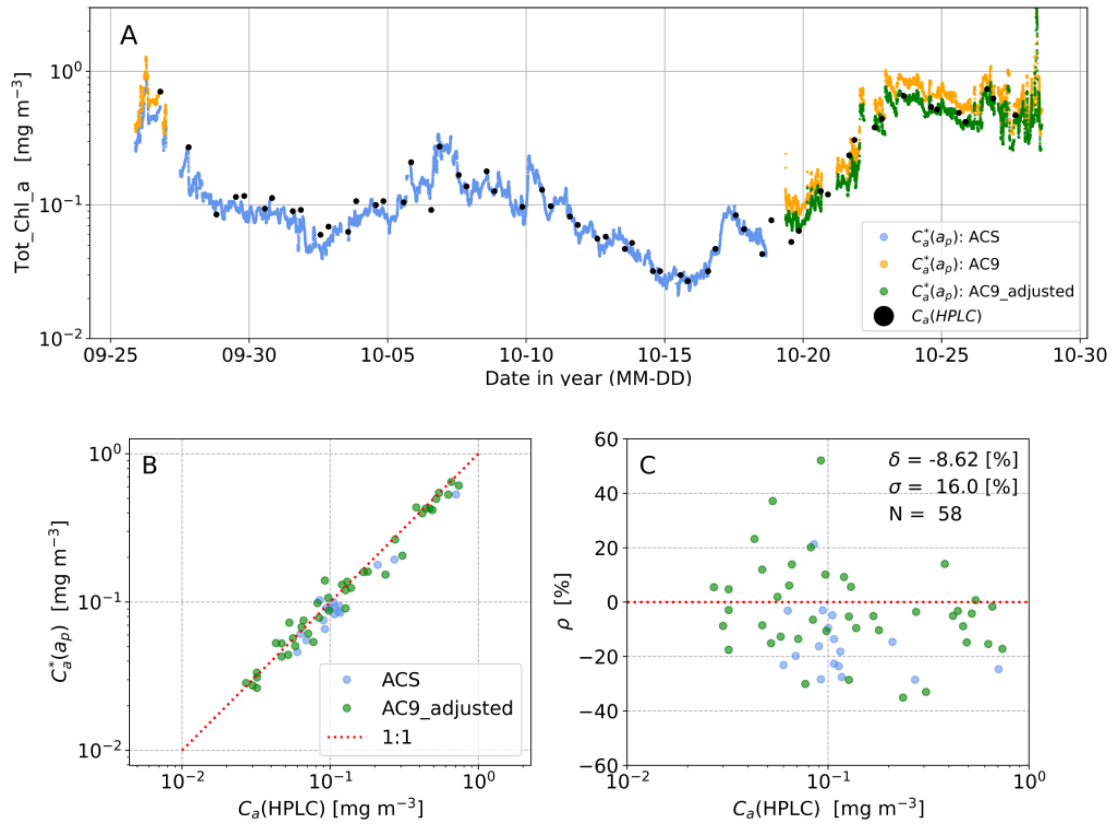 A
Tot_Chl_a [mg m⁻³]
10⁰
10⁻¹
10⁻²
C*ₐ(aₚ): ACS
C*ₐ(aₚ): AC9
C*ₐ(aₚ): AC9_adjusted
Cₐ(HPLC)
09-25 09-30 10-05 10-10 10-15 10-20 10-25 10-30
Date in year (MM-DD)
B
C*ₐ(aₚ) [mg m⁻³]
10⁰
10⁻¹
10⁻²
ACS
AC9_adjusted
1:1
10⁻² 10⁻¹ 10⁰
Cₐ(HPLC) [mg m⁻³]
C
δ = -8.62 [%]
σ = 16.0 [%]
N = 58
ρ [%]
60
40
20
0
−20
−40
−60
10⁻² 10⁻¹ 10⁰
Cₐ(HPLC) [mg m⁻³]